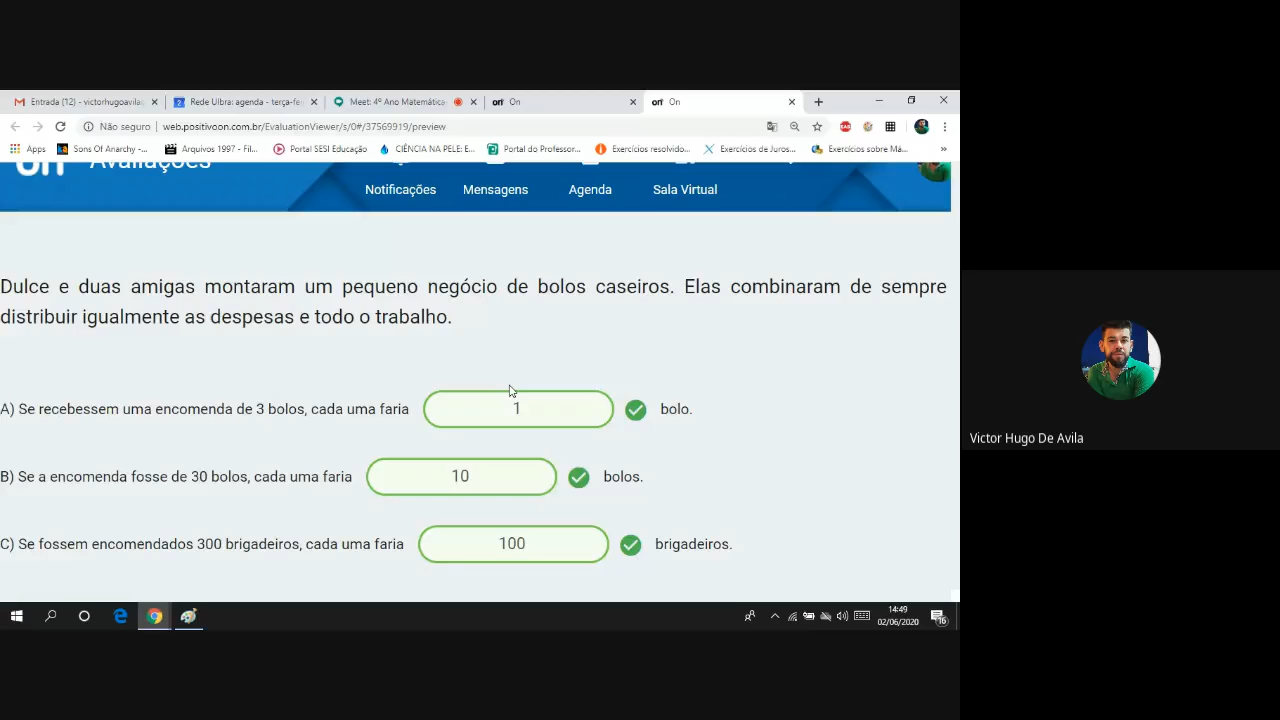 Entrada (12) - victorhugoavila
Rede Ulbra: agenda - terça-fe
Meet: 4º Ano Matemática
On
On
Não seguro
web.positivoon.com.br/EvaluationViewer/s/0#/37569919/preview
Apps
Sons Of Anarchy -...
Arquivos 1997 - Fil...
Portal SESI Educação
CIÊNCIA NA PELE: E...
Portal do Professor...
Exercícios resolvido...
Exercícios de Juros...
Exercícios sobre Má...
»
on
Avaliações
Notificações
Mensagens
Agenda
Sala Virtual
Dulce e duas amigas montaram um pequeno negócio de bolos caseiros. Elas combinaram de sempre
distribuir igualmente as despesas e todo o trabalho.
A) Se recebessem uma encomenda de 3 bolos, cada uma faria 1 bolo.
B) Se a encomenda fosse de 30 bolos, cada uma faria 10 bolos.
C) Se fossem encomendados 300 brigadeiros, cada uma faria 100 brigadeiros.
Victor Hugo De Avila
14:49
02/06/2020
16